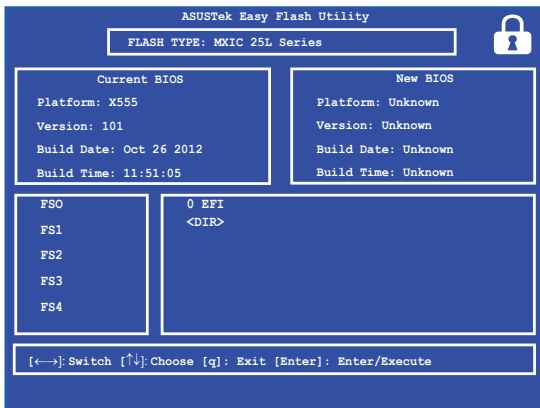 ASUSTek Easy Flash Utility
FLASH TYPE: MXIC 25L Series
Current BIOS
Platform: X555
Version: 101
Build Date: Oct 26 2012
Build Time: 11:51:05
New BIOS
Platform: Unknown
Version: Unknown
Build Date: Unknown
Build Time: Unknown
FSO
FS1
FS2
FS3
FS4
0 EFI
<DIR>
[←→]: Switch [↑↓]: Choose [q]: Exit [Enter]: Enter/Execute